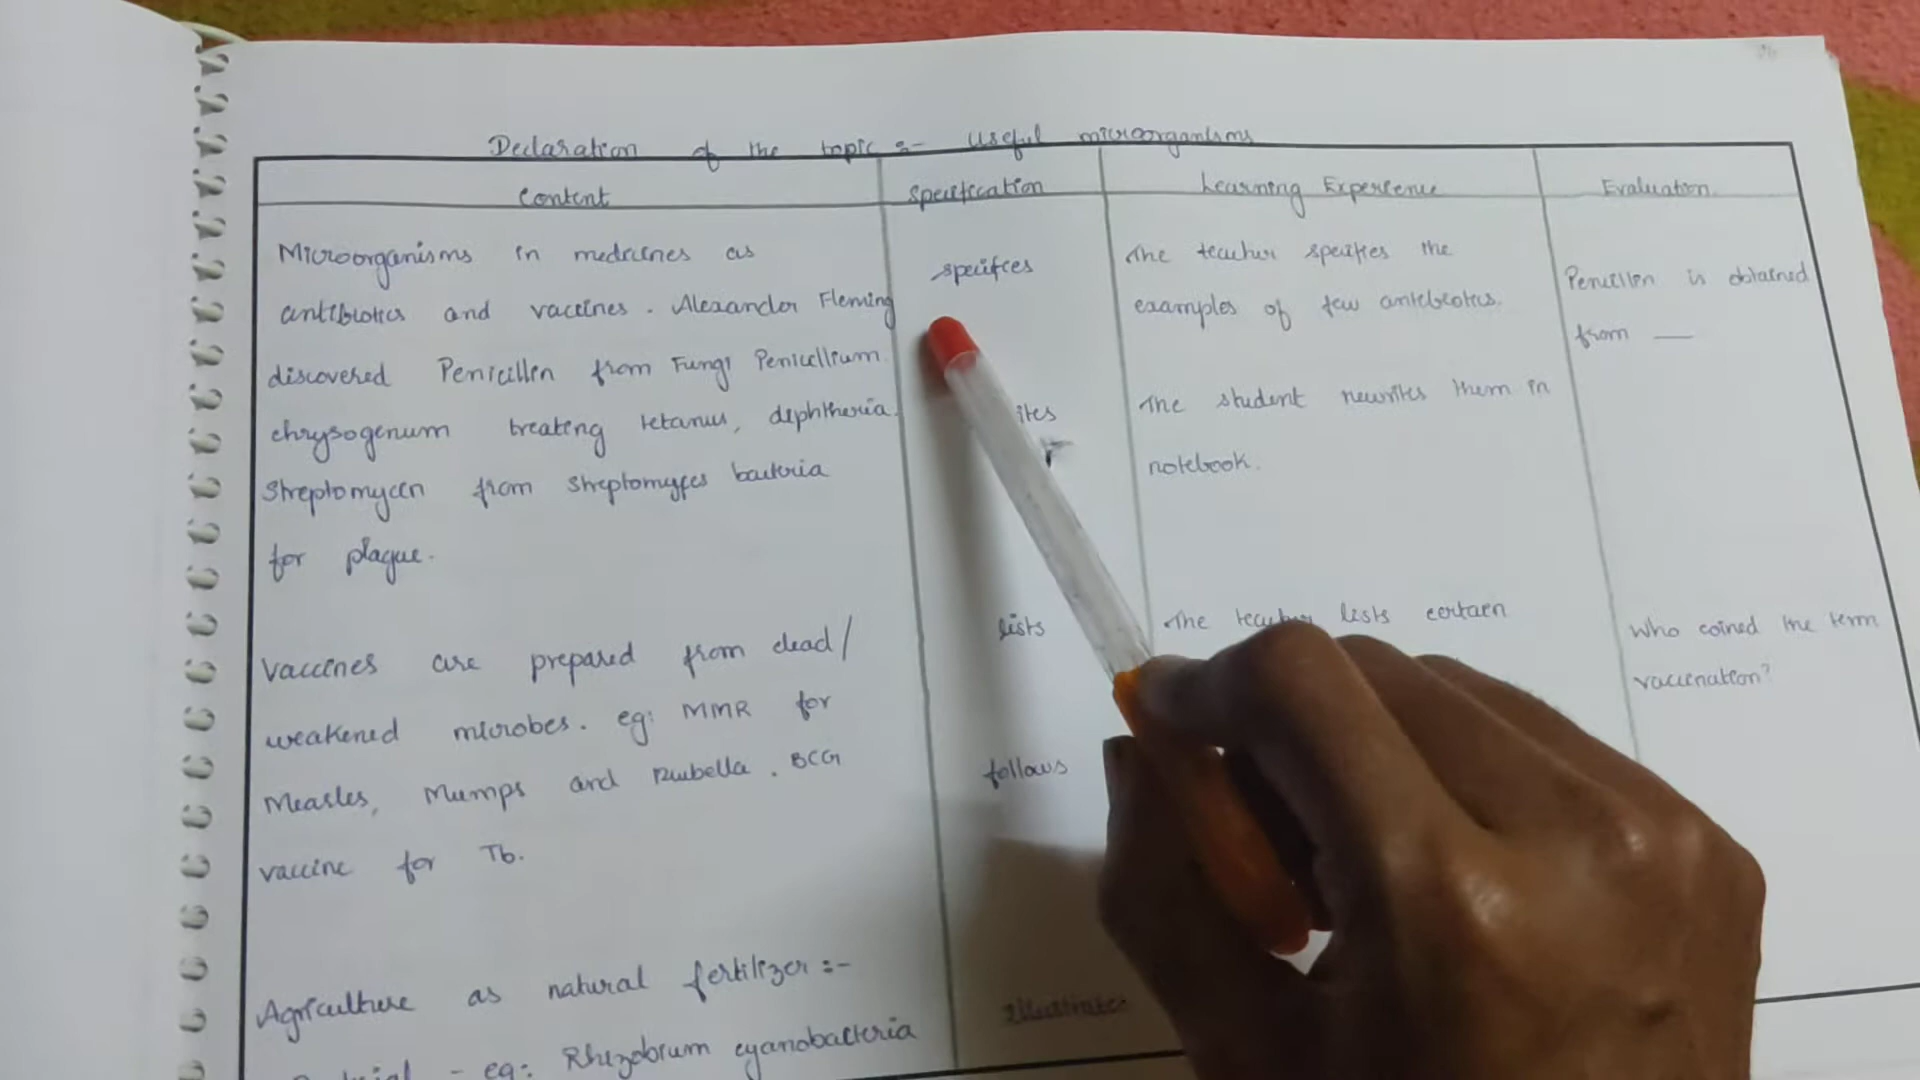 Declaration of the topic :- Useful microorganisms
Content
Specification
Learning Experience
Evaluation
Microorganisms in medicines as
antibiotics and vaccines. Alexander Fleming
discovered Penicillin from Fungi Penicillium
chrysogenum treating tetanus, diphtheria.
Streptomycin from Streptomyces bacteria
for plague.
Vaccines are prepared from dead/
weakened microbes. eg: MMR for
Measles, Mumps and Rubella. BCG
vaccine for Tb.
Agriculture as natural fertilizer :-
- eg: Rhizobium cyanobacteria
specifies
ites
lists
follows
illustrates
The teacher specifies the
examples of few antibiotics.
The student rewrites them in
notebook.
The teacher lists certain
Penicillin is obtained
from —
Who coined the term
vaccination?